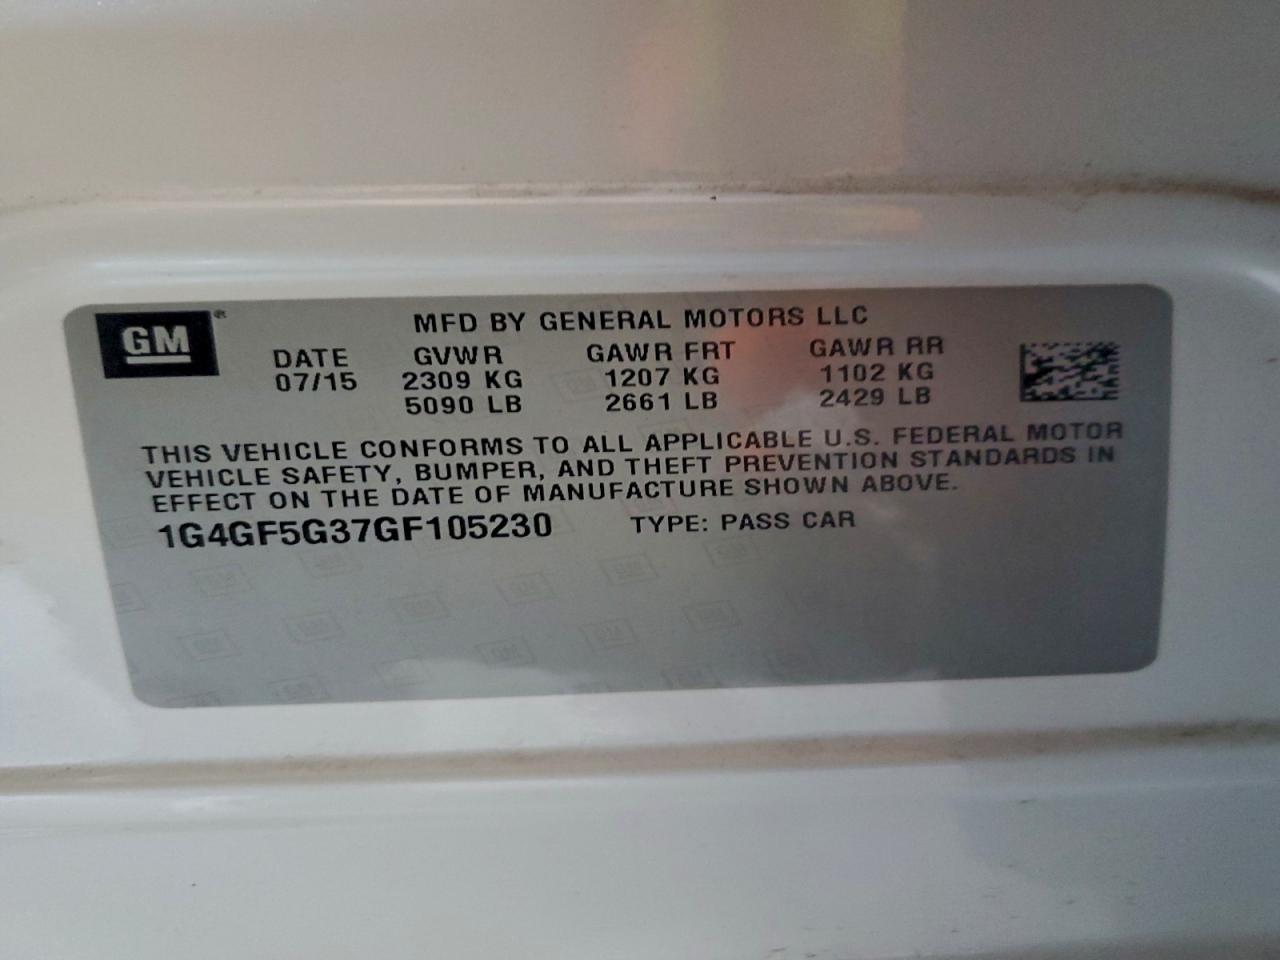 GM
MFD BY GENERAL MOTORS LLC
DATE GVWR GAWR FRT GAWR RR
07/15 2309 KG 1207 KG 1102 KG
5090 LB 2661 LB 2429 LB
THIS VEHICLE CONFORMS TO ALL APPLICABLE U.S. FEDERAL MOTOR
VEHICLE SAFETY, BUMPER, AND THEFT PREVENTION STANDARDS IN
EFFECT ON THE DATE OF MANUFACTURE SHOWN ABOVE.
1G4GF5G37GF105230 TYPE: PASS CAR